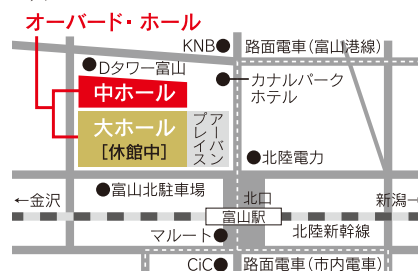 オーバード・ホール
KNB
路面電車(富山港線)
Dタワー富山
中ホール
カナルパーク
ホテル
大ホール
[休館中]
アーバン
プレイス
北陸電力
富山北駐車場
←金沢
北口
新潟→
富山駅
北陸新幹線
マルート
CiC
路面電車(市内電車)